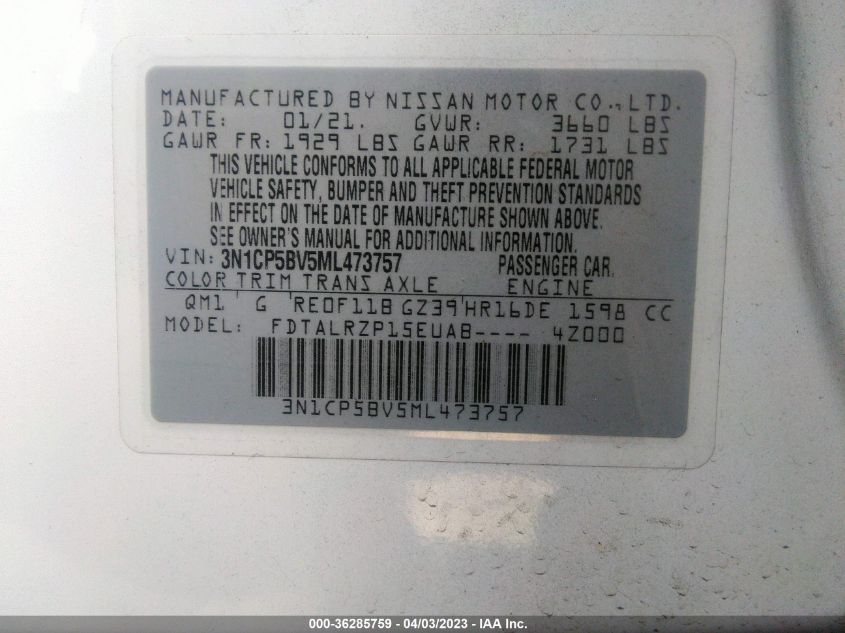 MANUFACTURED BY NISSAN MOTOR CO., LTD.
DATE: 01/21. GVWR: 3660 LBS
GAWR FR: 1929 LBS GAWR RR: 1731 LBS
THIS VEHICLE CONFORMS TO ALL APPLICABLE FEDERAL MOTOR
VEHICLE SAFETY, BUMPER AND THEFT PREVENTION STANDARDS
IN EFFECT ON THE DATE OF MANUFACTURE SHOWN ABOVE.
SEE OWNER'S MANUAL FOR ADDITIONAL INFORMATION.
VIN: 3N1CP5BV5ML473757 PASSENGER CAR.
COLOR TRIM TRANS AXLE ENGINE
QM1 G RE0F11B GZ39 HR16DE 1598 CC
MODEL: FDTALRZP15EUAB---- 4Z000
3N1CP5BV5ML473757
000-36285759 - 04/03/2023 - IAA Inc.